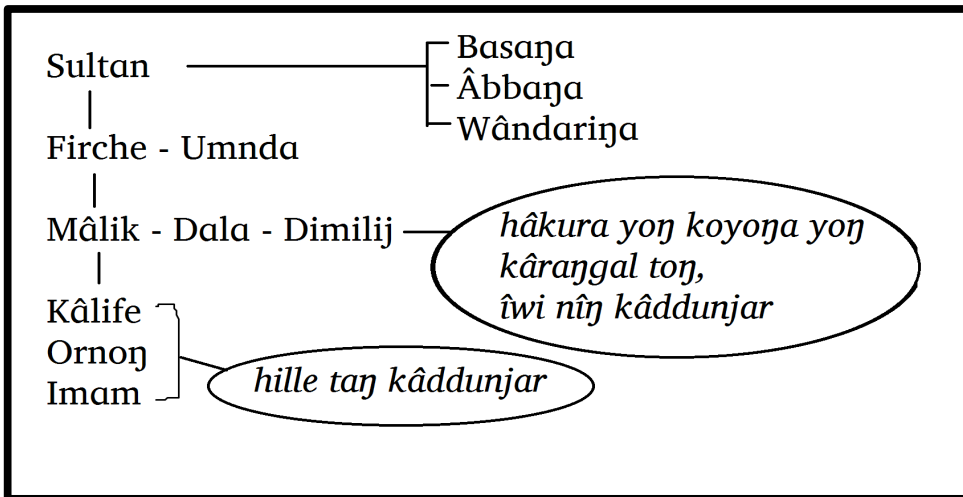 Sultan
Basaŋa
Âbbaŋa
Wândariŋa
Firche - Umnda
Mâlik - Dala - Dimilij
hâkura yoŋ koyoŋa yoŋ
kâraŋgal toŋ,
îwi nîŋ kâddunjar
Kâlife
Ornoŋ
Imam
hille taŋ kâddunjar